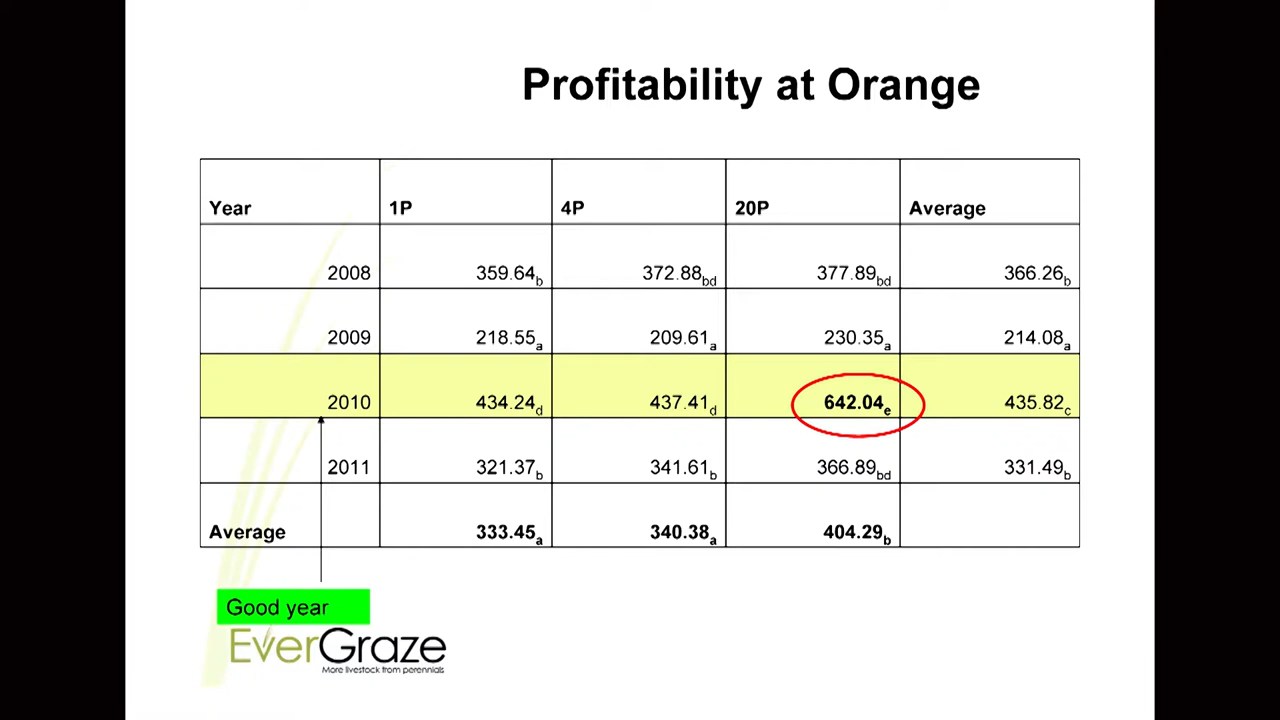 Profitability at Orange
Year 1P 4P 20P Average
2008 359.64b 372.88bd 377.89bd 366.26b
2009 218.55a 209.61a 230.35a 214.08a
2010 434.24d 437.41d 642.04e 435.82c
2011 321.37b 341.61b 366.89bd 331.49b
Average 333.45a 340.38a 404.29b
Good year
EverGraze
More livestock from perennials